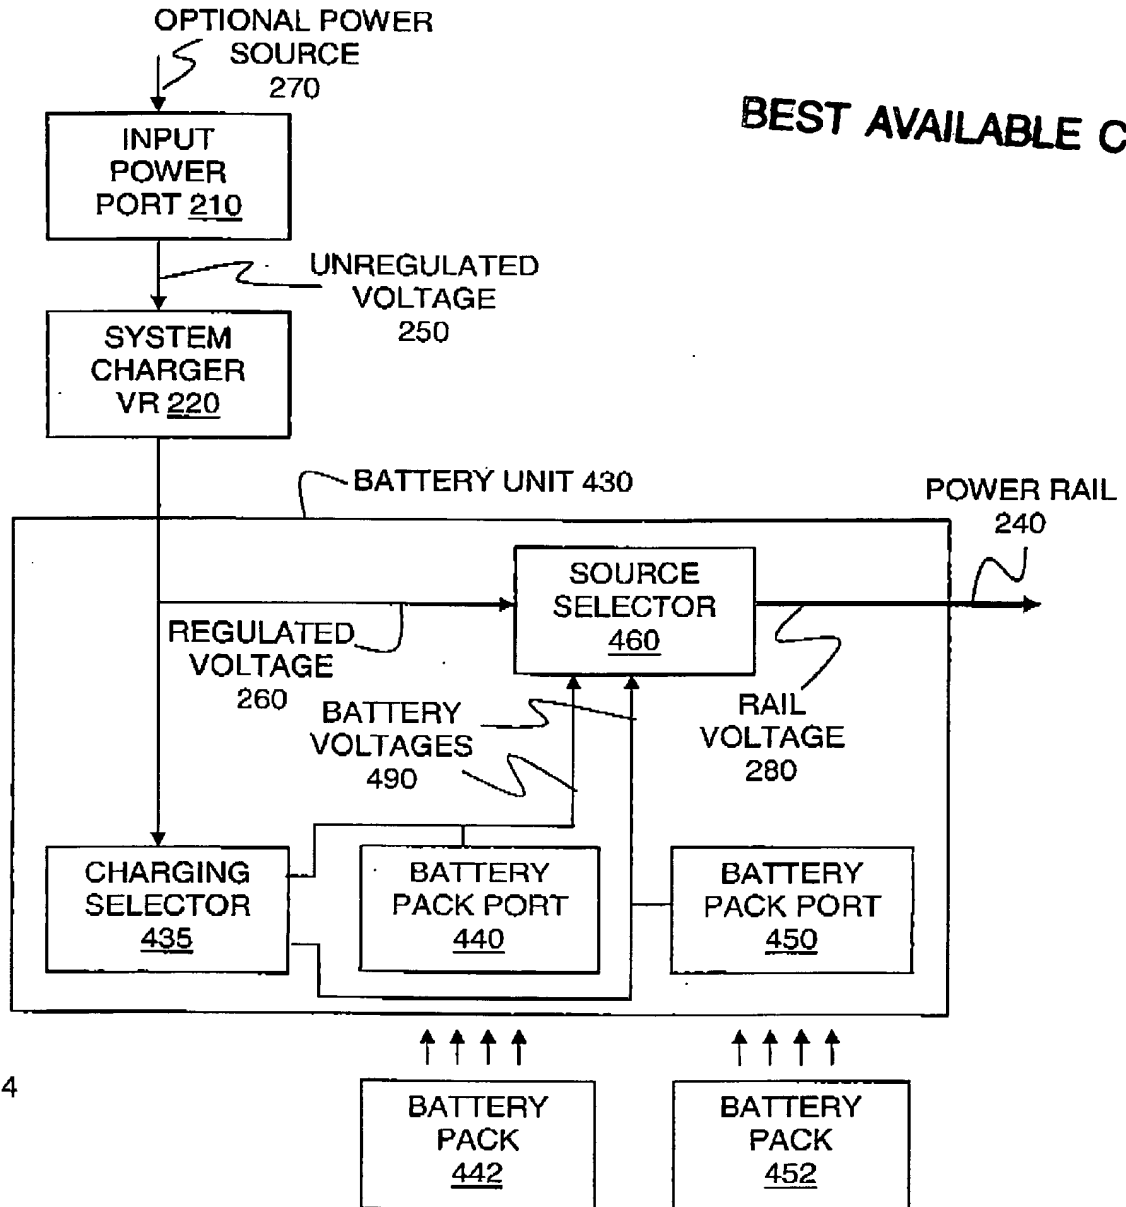 OPTIONAL POWER
SOURCE
270
BEST AVAILABLE C
INPUT
POWER
PORT 210
UNREGULATED
VOLTAGE
250
SYSTEM
CHARGER
VR 220
BATTERY UNIT 430
POWER RAIL
240
SOURCE
SELECTOR
460
REGULATED
VOLTAGE
260
BATTERY
VOLTAGES
490
RAIL
VOLTAGE
280
CHARGING
SELECTOR
435
BATTERY
PACK PORT
440
BATTERY
PACK PORT
450
4
BATTERY
PACK
442
BATTERY
PACK
452